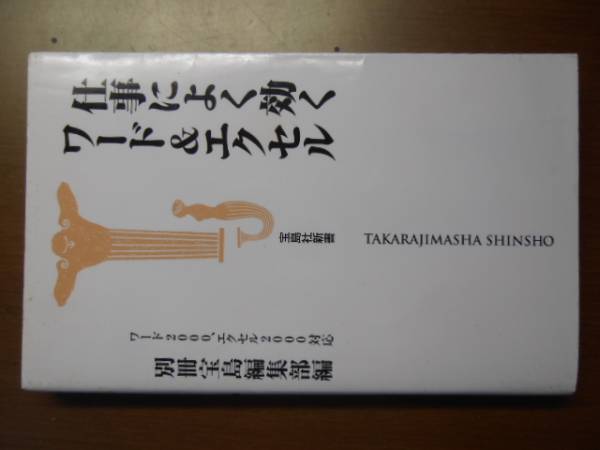 仕事によく効く
ワード&エクセル
宝島社新書
TAKARAJIMASHA SHINSHO
ワード2000、エクセル2000対応
別冊宝島編集部編